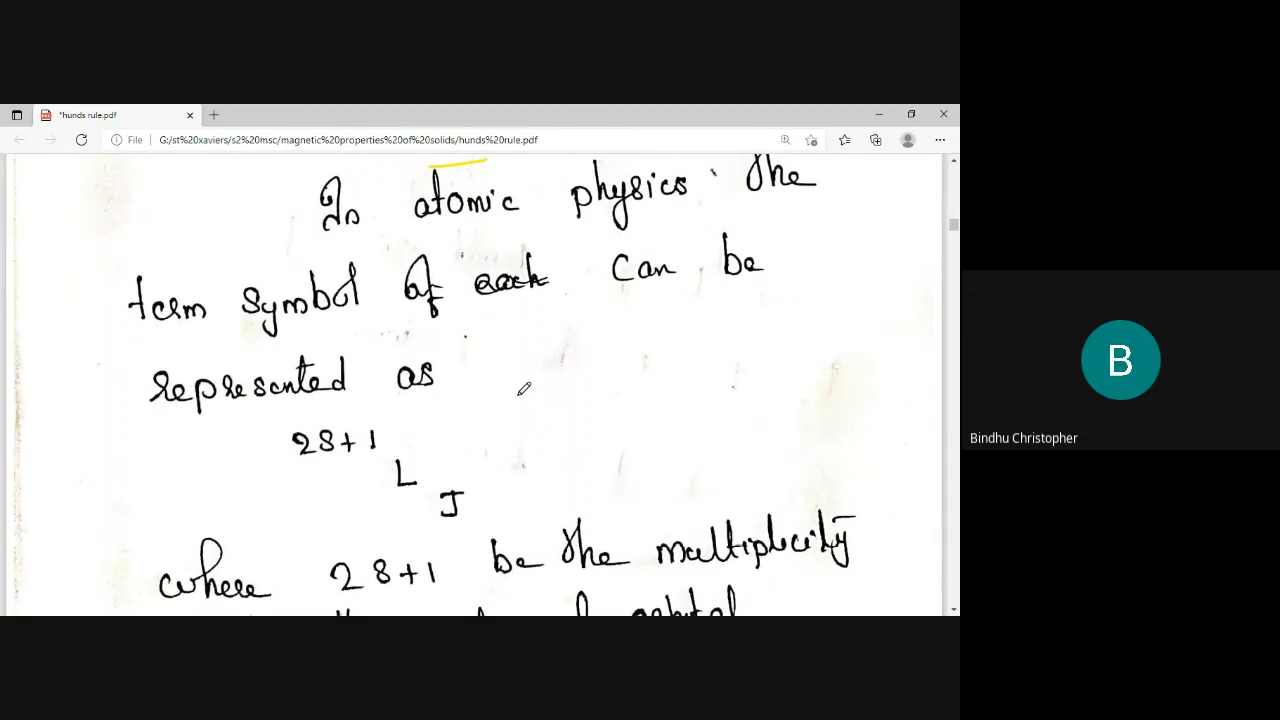 *hunds rule.pdf
File G:/st%20xaviers/s2%20msc/magnetic%20properties%20of%20solids/hunds%20rule.pdf
In atomic physics. The
term symbol of each can be
represented as
2S+1
L
J
where 2S+1 be the multiplicity
orbital
B
Bindhu Christopher